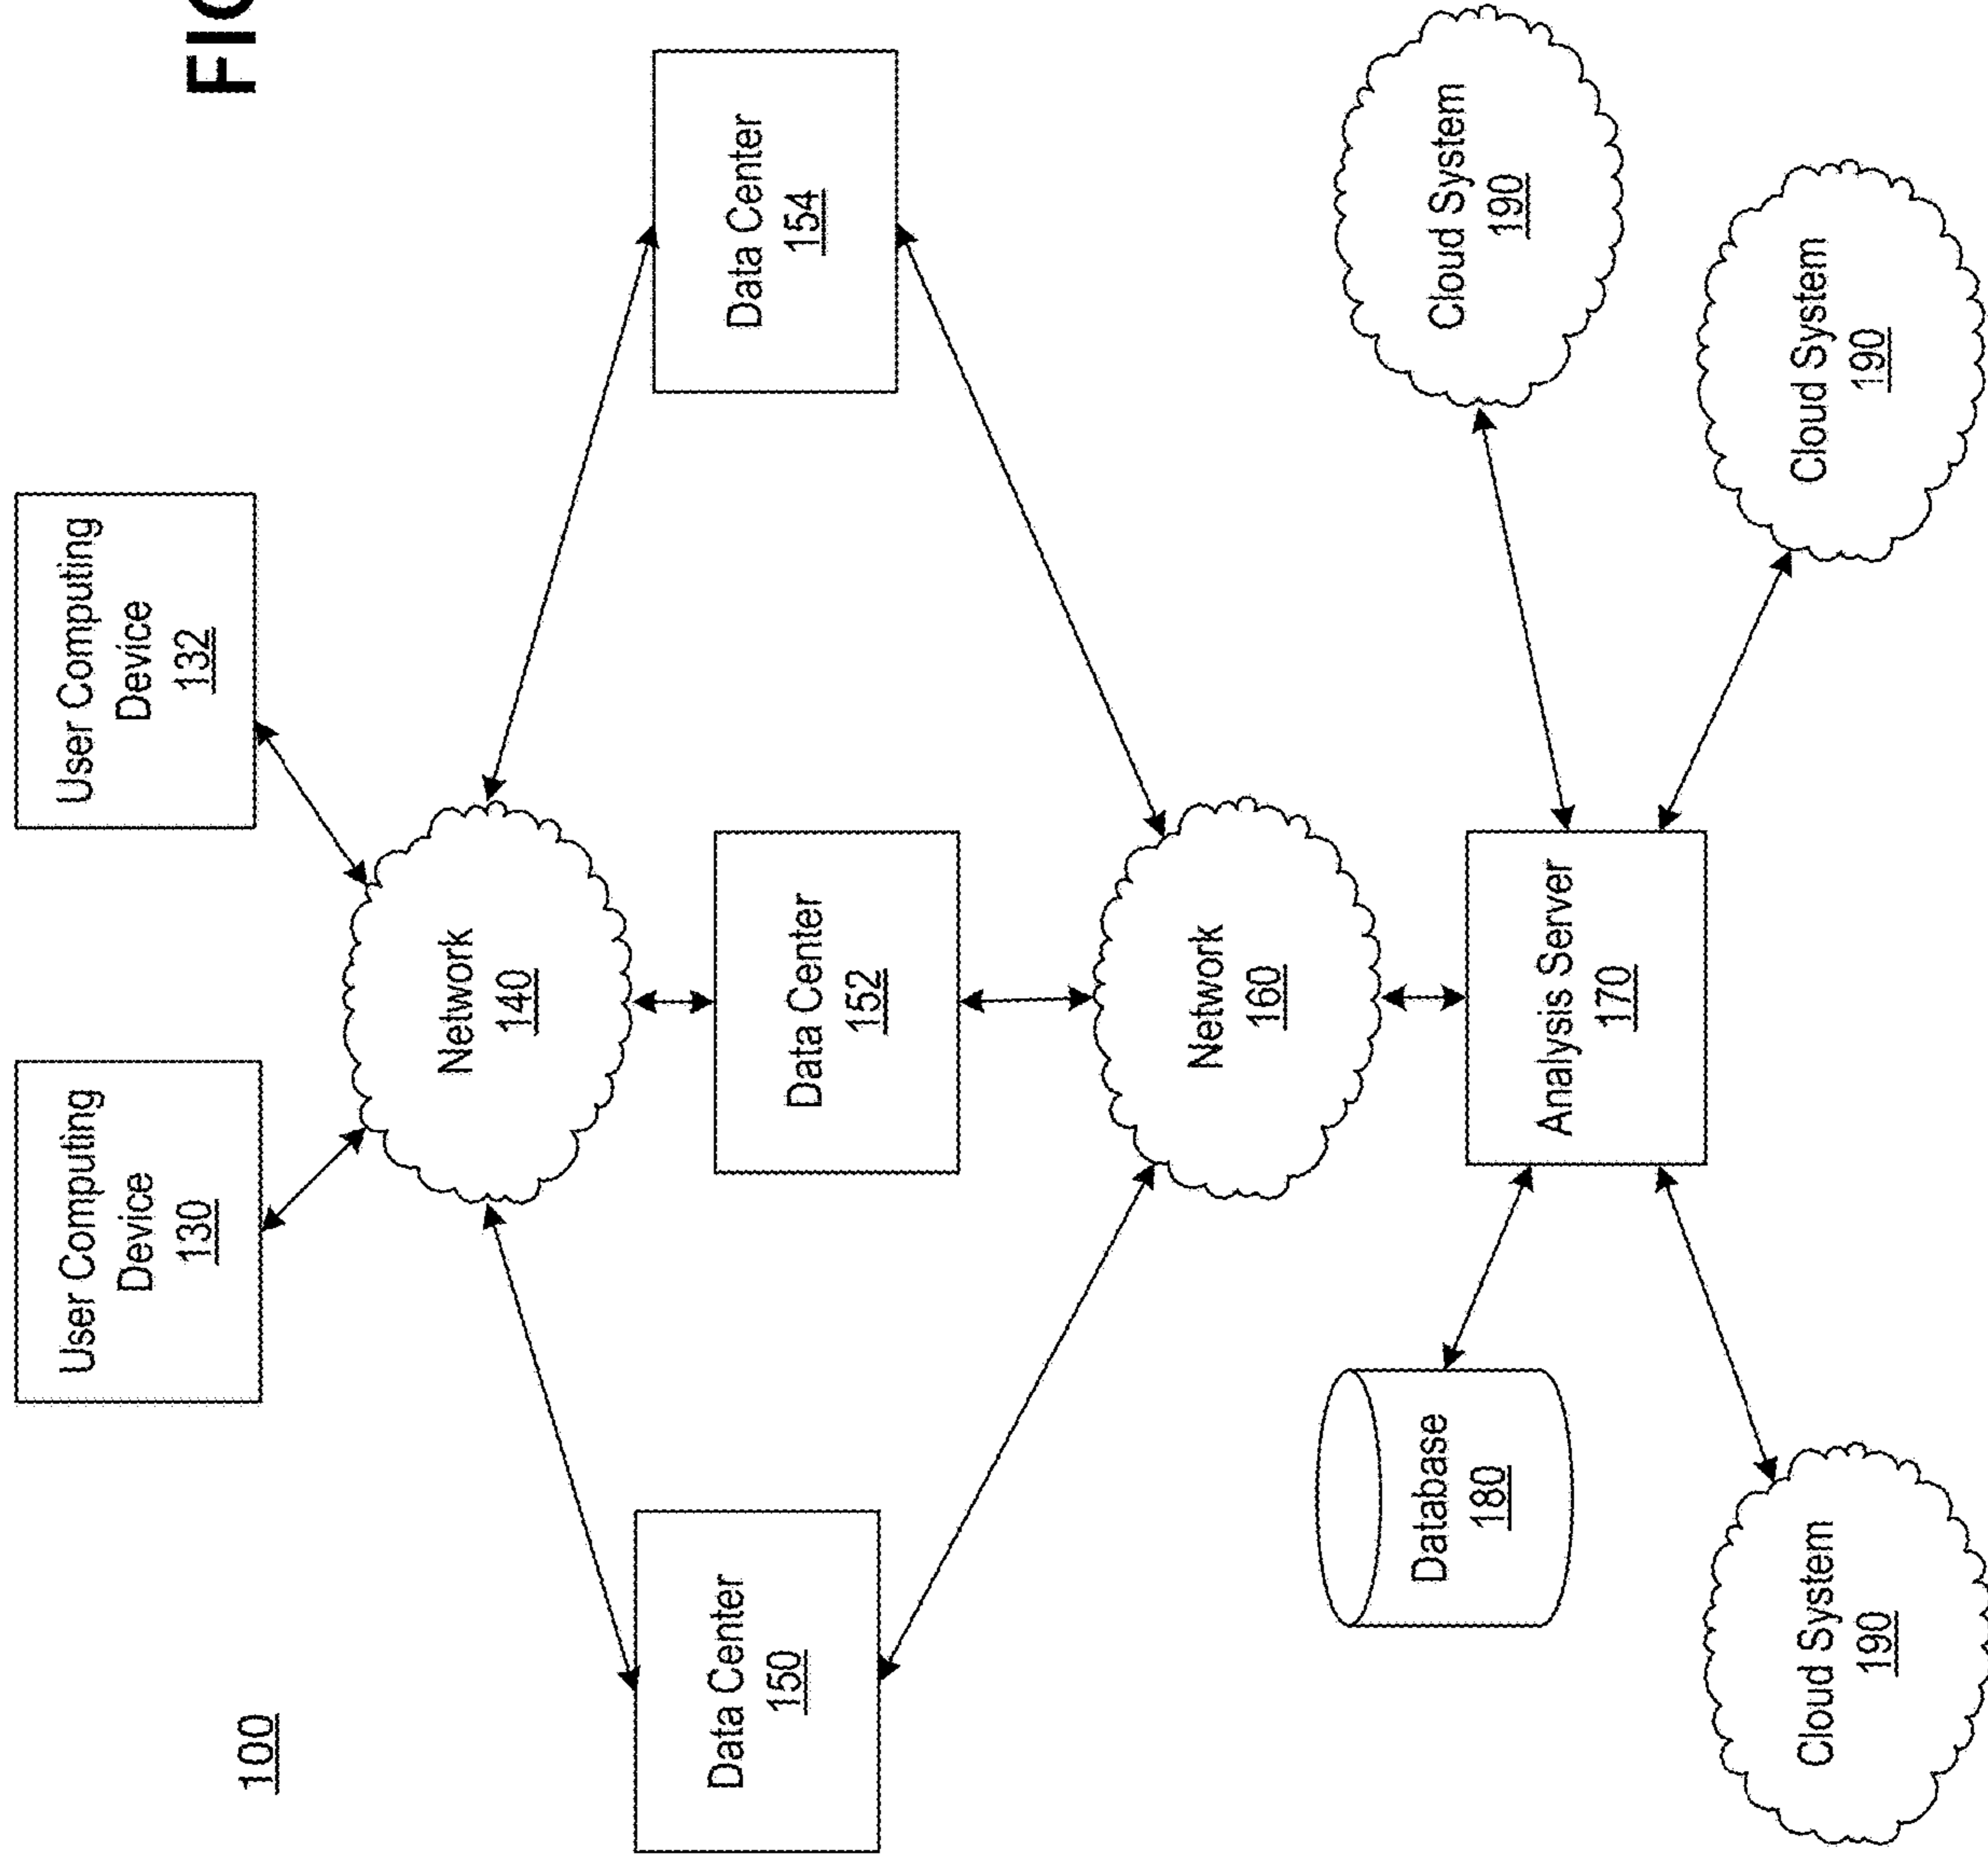 User Computing
Device
130
User Computing
Device
132
FIG
100
Network
140
Data Center
150
Data Center
152
Data Center
154
Network
160
Database
180
Cloud System
190
Analysis Server
170
Cloud System
190
Cloud System
190